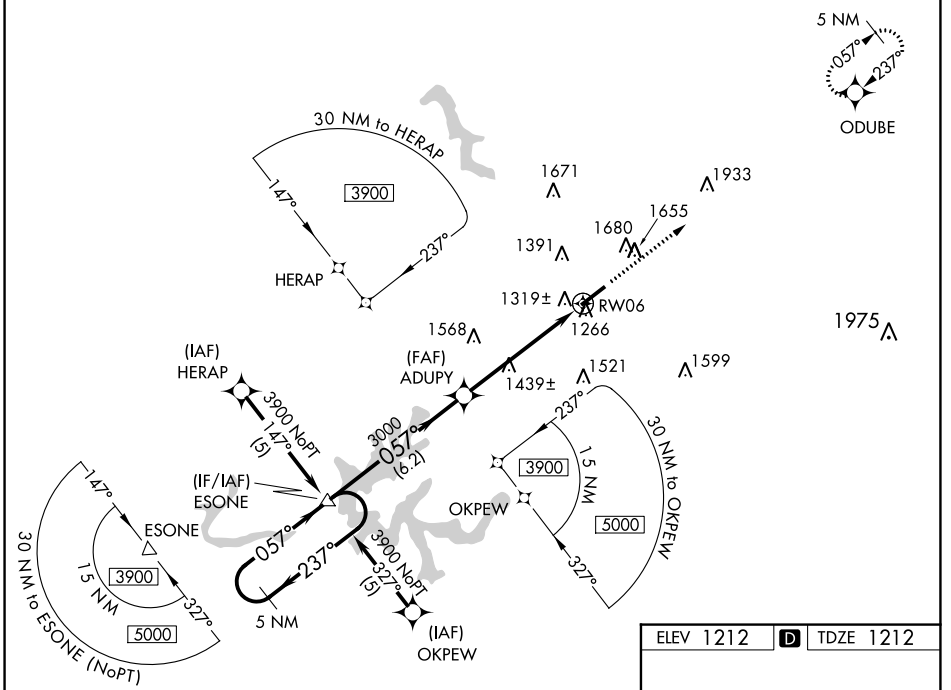 5 NM
057°
237°
ODUBE
30 NM to HERAP
147°
3900
237°
HERAP
1671
1933
1655
1680
1391
1319±
RW06
1266
1568
1975
(FAF)
ADUPY
1439±
1521
1599
(IAF)
HERAP
3900 NoPT
147°
(5)
3000
057°
(6.2)
237°
3900
15 NM
30 NM to OKPEW
OKPEW
5000
327°
(IF/IAF)
ESONE
147°
ESONE
3900
15 NM
327°
5000
30 NM to ESONE (NoPT)
057°
237°
5 NM
3900 NoPT
327°
(5)
(IAF)
OKPEW
ELEV 1212 D TDZE 1212